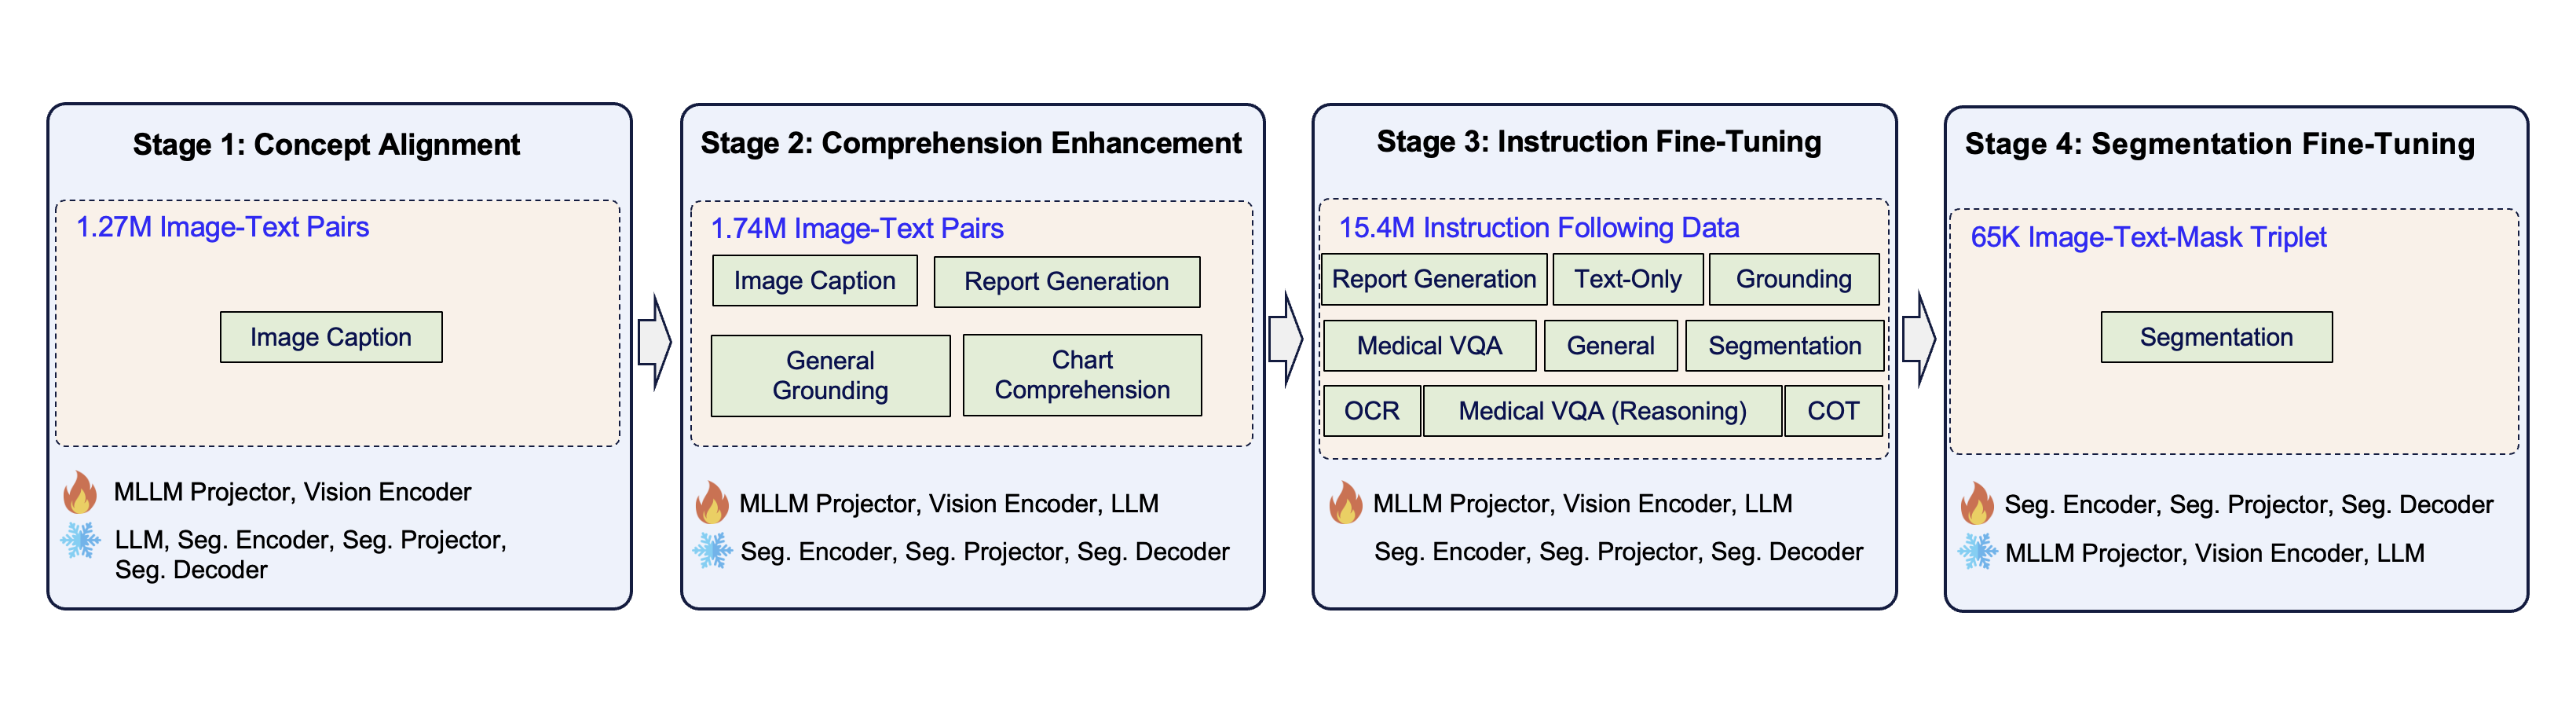 Stage 1: Concept Alignment
1.27M Image-Text Pairs
Image Caption
MLLM Projector, Vision Encoder
LLM, Seg. Encoder, Seg. Projector,
Seg. Decoder
Stage 2: Comprehension Enhancement
1.74M Image-Text Pairs
Image Caption
Report Generation
General
Grounding
Chart
Comprehension
MLLM Projector, Vision Encoder, LLM
Seg. Encoder, Seg. Projector, Seg. Decoder
Stage 3: Instruction Fine-Tuning
15.4M Instruction Following Data
Report Generation
Text-Only
Grounding
Medical VQA
General
Segmentation
OCR
Medical VQA (Reasoning)
COT
MLLM Projector, Vision Encoder, LLM
Seg. Encoder, Seg. Projector, Seg. Decoder
Stage 4: Segmentation Fine-Tuning
65K Image-Text-Mask Triplet
Segmentation
Seg. Encoder, Seg. Projector, Seg. Decoder
MLLM Projector, Vision Encoder, LLM